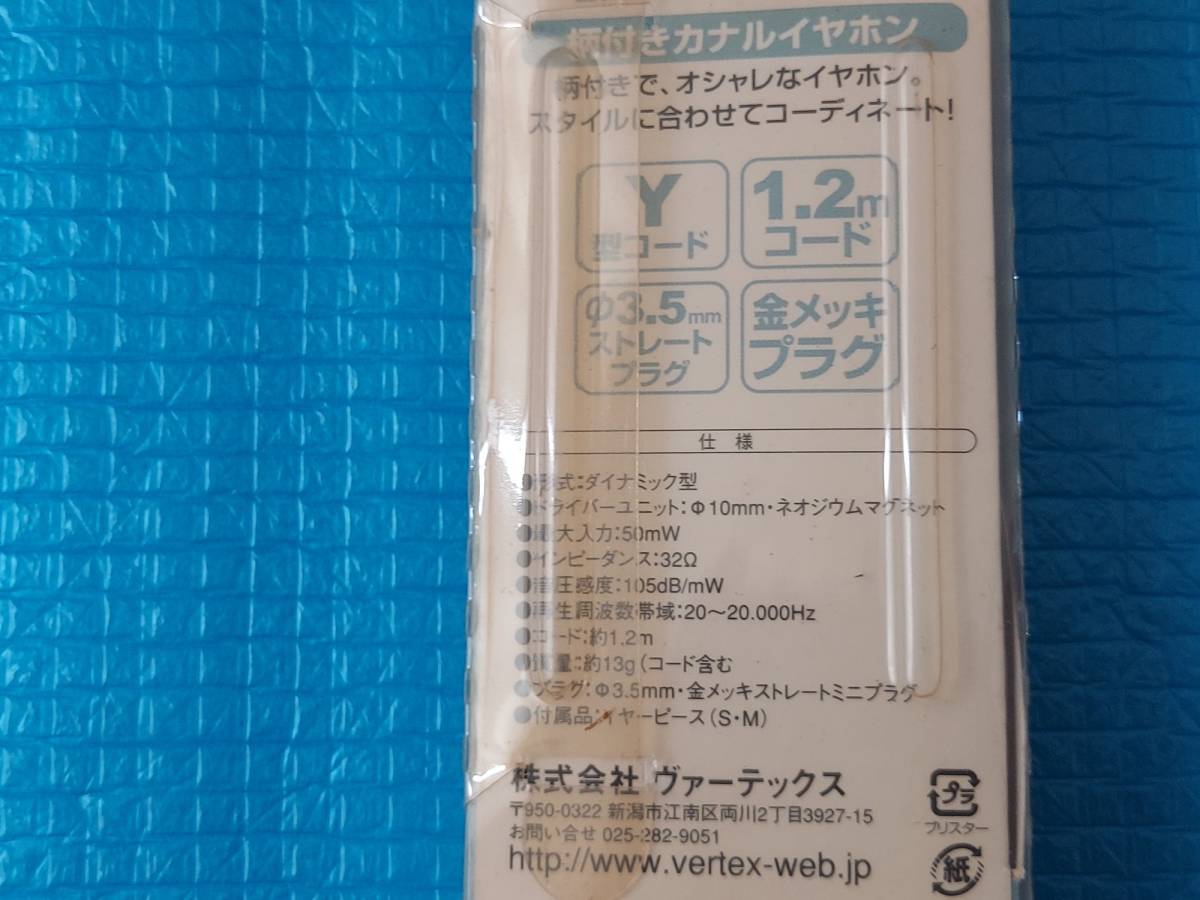 柄付きカナルイヤホン
柄付きで、オシャレなイヤホン。
スタイルに合わせてコーディネート!
Y
型コード
1.2m
コード
Φ3.5mm
ストレート
プラグ
金メッキ
プラグ
仕 様
●形式:ダイナミック型
●ドライバーユニット:Φ10mm・ネオジウムマグネット
●最大入力:50mW
●インピーダンス:32Ω
●音圧感度:105dB/mW
●再生周波数帯域:20~20.000Hz
●コード:約1.2m
●質量:約13g(コード含む
●プラグ:Φ3.5mm・金メッキストレートミニプラグ
●付属品:イヤーピース(S・M)
株式会社 ヴァーテックス
〒950-0322 新潟市江南区両川2丁目3927-15
お問い合せ 025-282-9051
http://www.vertex-web.jp
プラ
ブリスター
紙